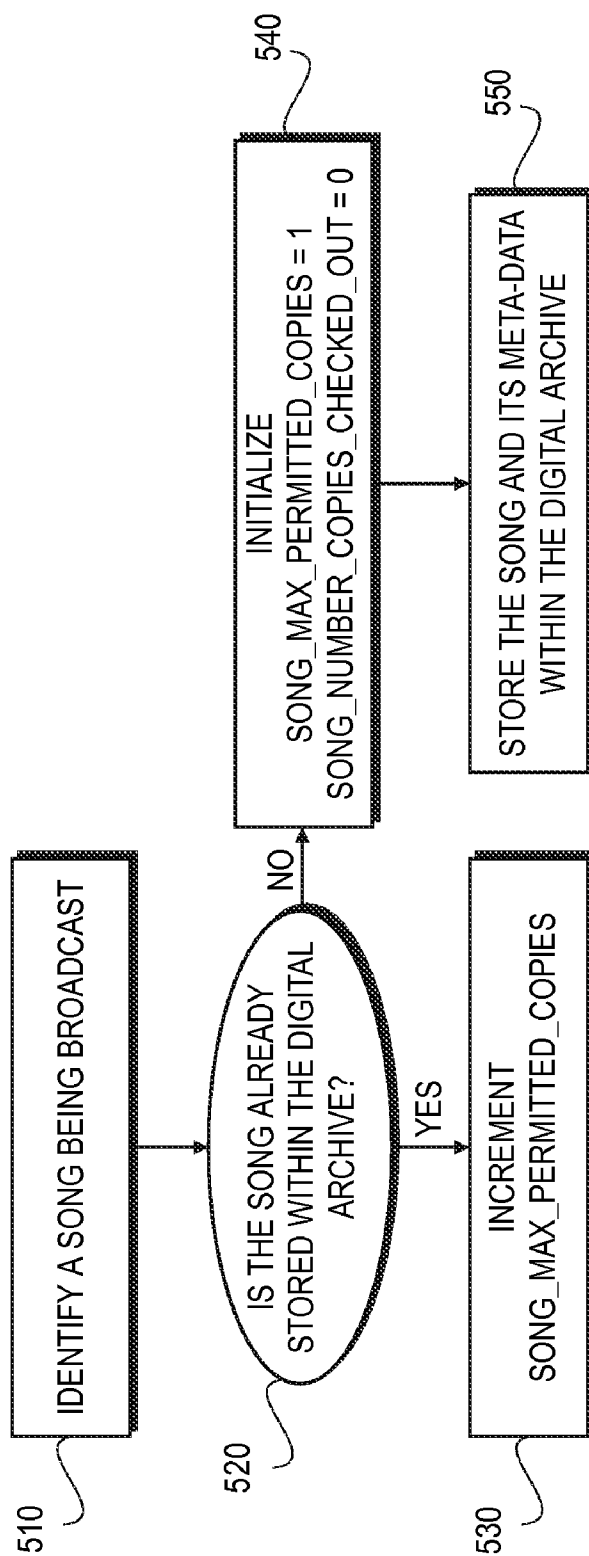 510
IDENTIFY A SONG BEING BROADCAST
520
IS THE SONG ALREADY
STORED WITHIN THE DIGITAL
ARCHIVE?
NO
YES
530
INCREMENT
SONG_MAX_PERMITTED_COPIES
540
INITIALIZE
SONG_MAX_PERMITTED_COPIES = 1
SONG_NUMBER_COPIES_CHECKED_OUT = 0
550
STORE THE SONG AND ITS META-DATA
WITHIN THE DIGITAL ARCHIVE